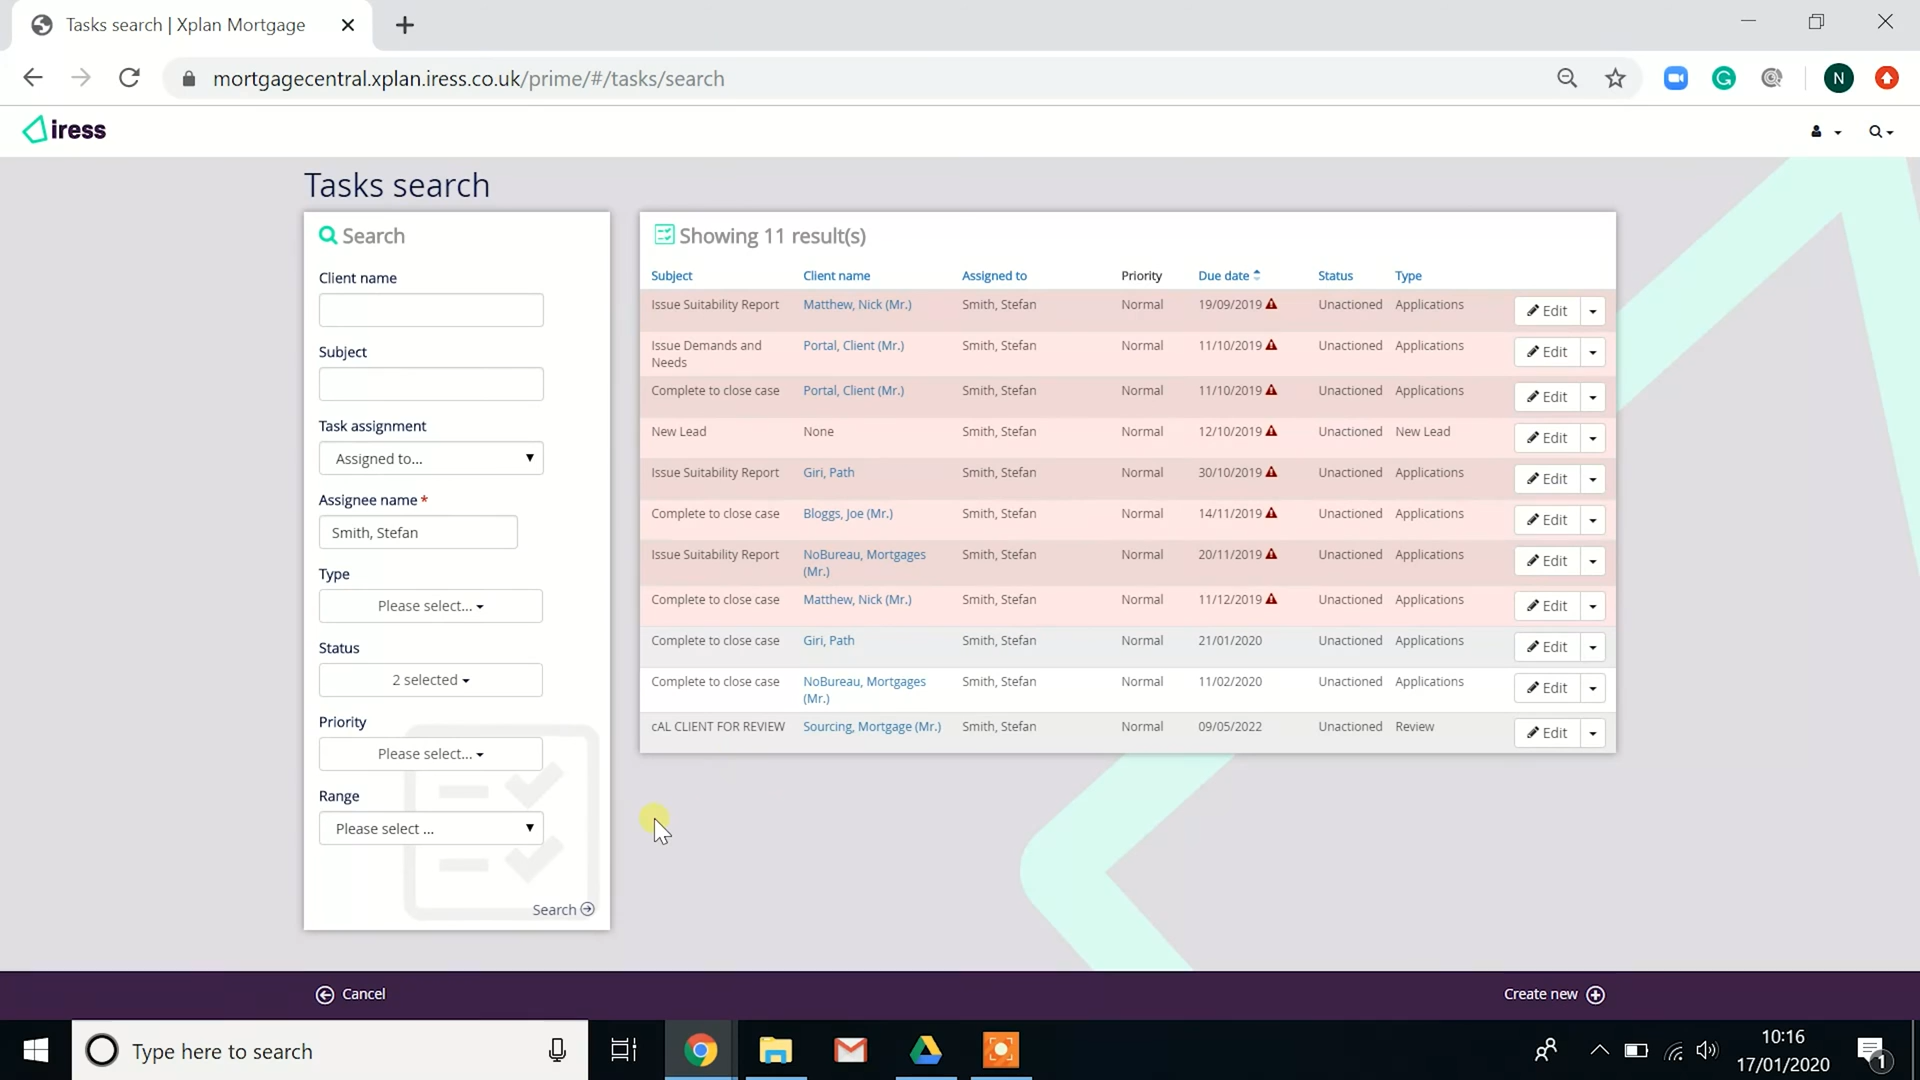 Tasks search | Xplan Mortgage
mortgagecentral.xplan.iress.co.uk/prime/#/tasks/search
N
iress
Tasks search
Search
Client name
Subject
Task assignment
Assigned to...
Assignee name *
Smith, Stefan
Type
Please select...
Status
2 selected
Priority
Please select...
Range
Please select ...
Search
Showing 11 result(s)
Subject Client name Assigned to Priority Due date Status Type
Issue Suitability Report Matthew, Nick (Mr.) Smith, Stefan Normal 19/09/2019 Unactioned Applications Edit
Issue Demands and Portal, Client (Mr.) Smith, Stefan Normal 11/10/2019 Unactioned Applications Edit
Needs
Complete to close case Portal, Client (Mr.) Smith, Stefan Normal 11/10/2019 Unactioned Applications Edit
New Lead None Smith, Stefan Normal 12/10/2019 Unactioned New Lead Edit
Issue Suitability Report Giri, Path Smith, Stefan Normal 30/10/2019 Unactioned Applications Edit
Complete to close case Bloggs, Joe (Mr.) Smith, Stefan Normal 14/11/2019 Unactioned Applications Edit
Issue Suitability Report NoBureau, Mortgages Smith, Stefan Normal 20/11/2019 Unactioned Applications Edit
(Mr.)
Complete to close case Matthew, Nick (Mr.) Smith, Stefan Normal 11/12/2019 Unactioned Applications Edit
Complete to close case Giri, Path Smith, Stefan Normal 21/01/2020 Unactioned Applications Edit
Complete to close case NoBureau, Mortgages Smith, Stefan Normal 11/02/2020 Unactioned Applications Edit
(Mr.)
cAL CLIENT FOR REVIEW Sourcing, Mortgage (Mr.) Smith, Stefan Normal 09/05/2022 Unactioned Review Edit
Cancel
Create new
Type here to search
10:16
17/01/2020
1